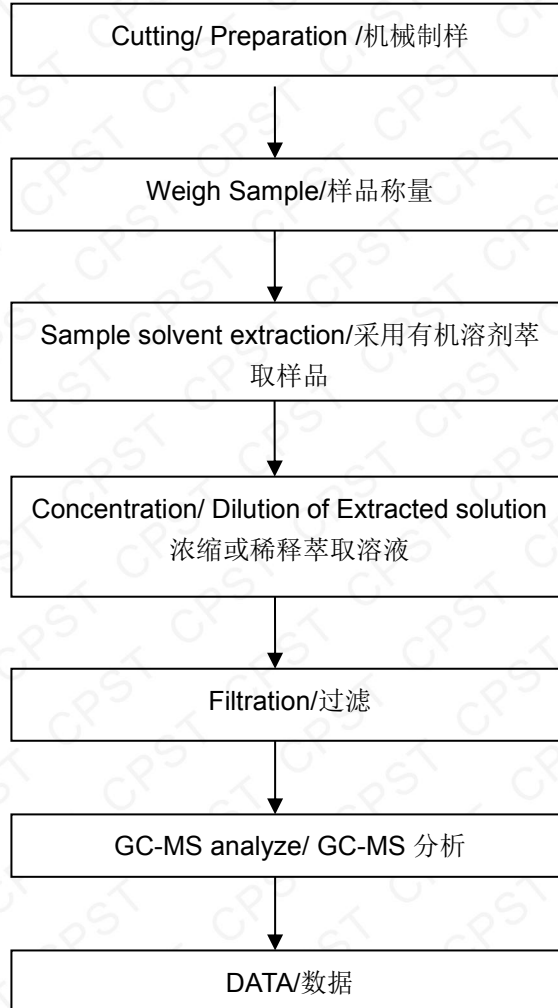 Cutting/ Preparation /机械制样
Weigh Sample/样品称量
Sample solvent extraction/采用有机溶剂萃
取样品
Concentration/ Dilution of Extracted solution
浓缩或稀释萃取溶液
Filtration/过滤
GC-MS analyze/ GC-MS 分析
DATA/数据